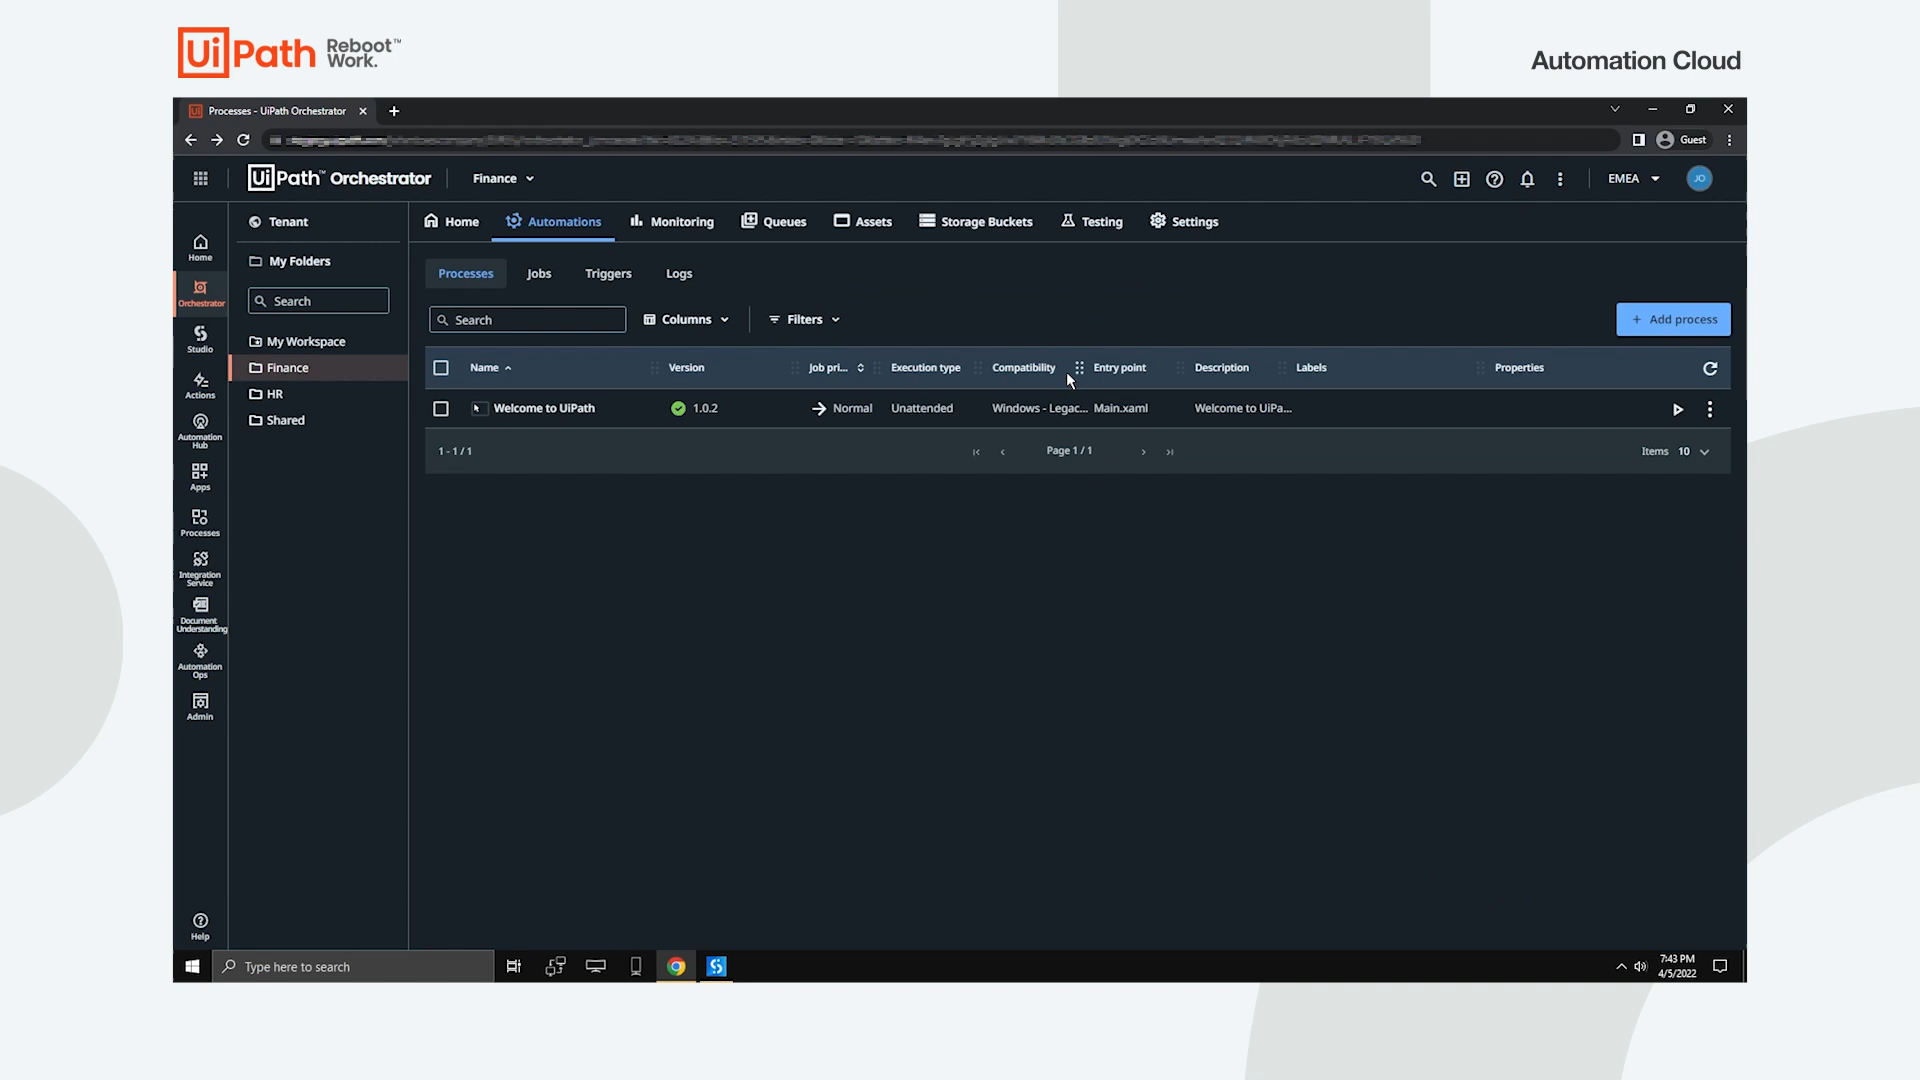 UiPath Reboot Work.™
Automation Cloud
Processes - UiPath Orchestrator
Guest
UiPath™ Orchestrator
Finance
EMEA
JO
Tenant
Home
Automations
Monitoring
Queues
Assets
Storage Buckets
Testing
Settings
Home
Orchestrator
Studio
Actions
Automation Hub
Apps
Processes
Integration Service
Document Understanding
Automation Ops
Admin
Help
My Folders
Search
My Workspace
Finance
HR
Shared
Processes
Jobs
Triggers
Logs
Search
Columns
Filters
+ Add process
Name
Version
Job pri...
Execution type
Compatibility
Entry point
Description
Labels
Properties
Welcome to UiPath
1.0.2
Normal
Unattended
Windows - Legac...
Main.xaml
Welcome to UiPa...
1 - 1 / 1
Page 1 / 1
Items 10
Type here to search
7:43 PM
4/5/2022